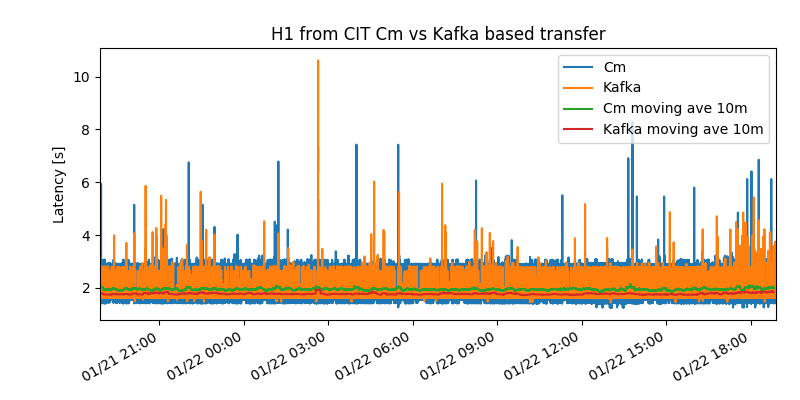 H1 from CIT Cm vs Kafka based transfer
Latency [s]
10
8
6
4
2
Cm
Kafka
Cm moving ave 10m
Kafka moving ave 10m
01/21 21:00
01/22 00:00
01/22 03:00
01/22 06:00
01/22 09:00
01/22 12:00
01/22 15:00
01/22 18:00